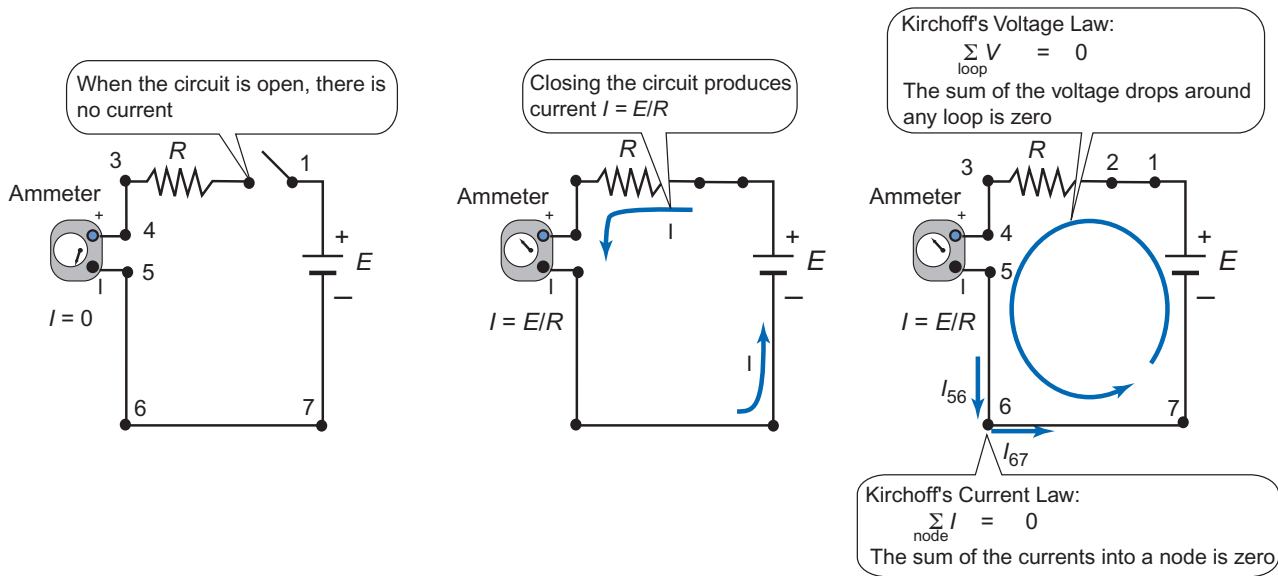 When the circuit is open, there is
no current
3
R
1
Ammeter
+
4
5
I
I = 0
+
E
–
6
7
Closing the circuit produces
current I = E/R
R
Ammeter
+
I
I
I = E/R
+
E
–
I
Kirchoff's Voltage Law:
Σ V = 0
loop
The sum of the voltage drops around
any loop is zero
3
R
2
1
Ammeter
+
4
5
I
I = E/R
+
E
–
I56
6
7
I67
Kirchoff's Current Law:
Σ I = 0
node
The sum of the currents into a node is zero